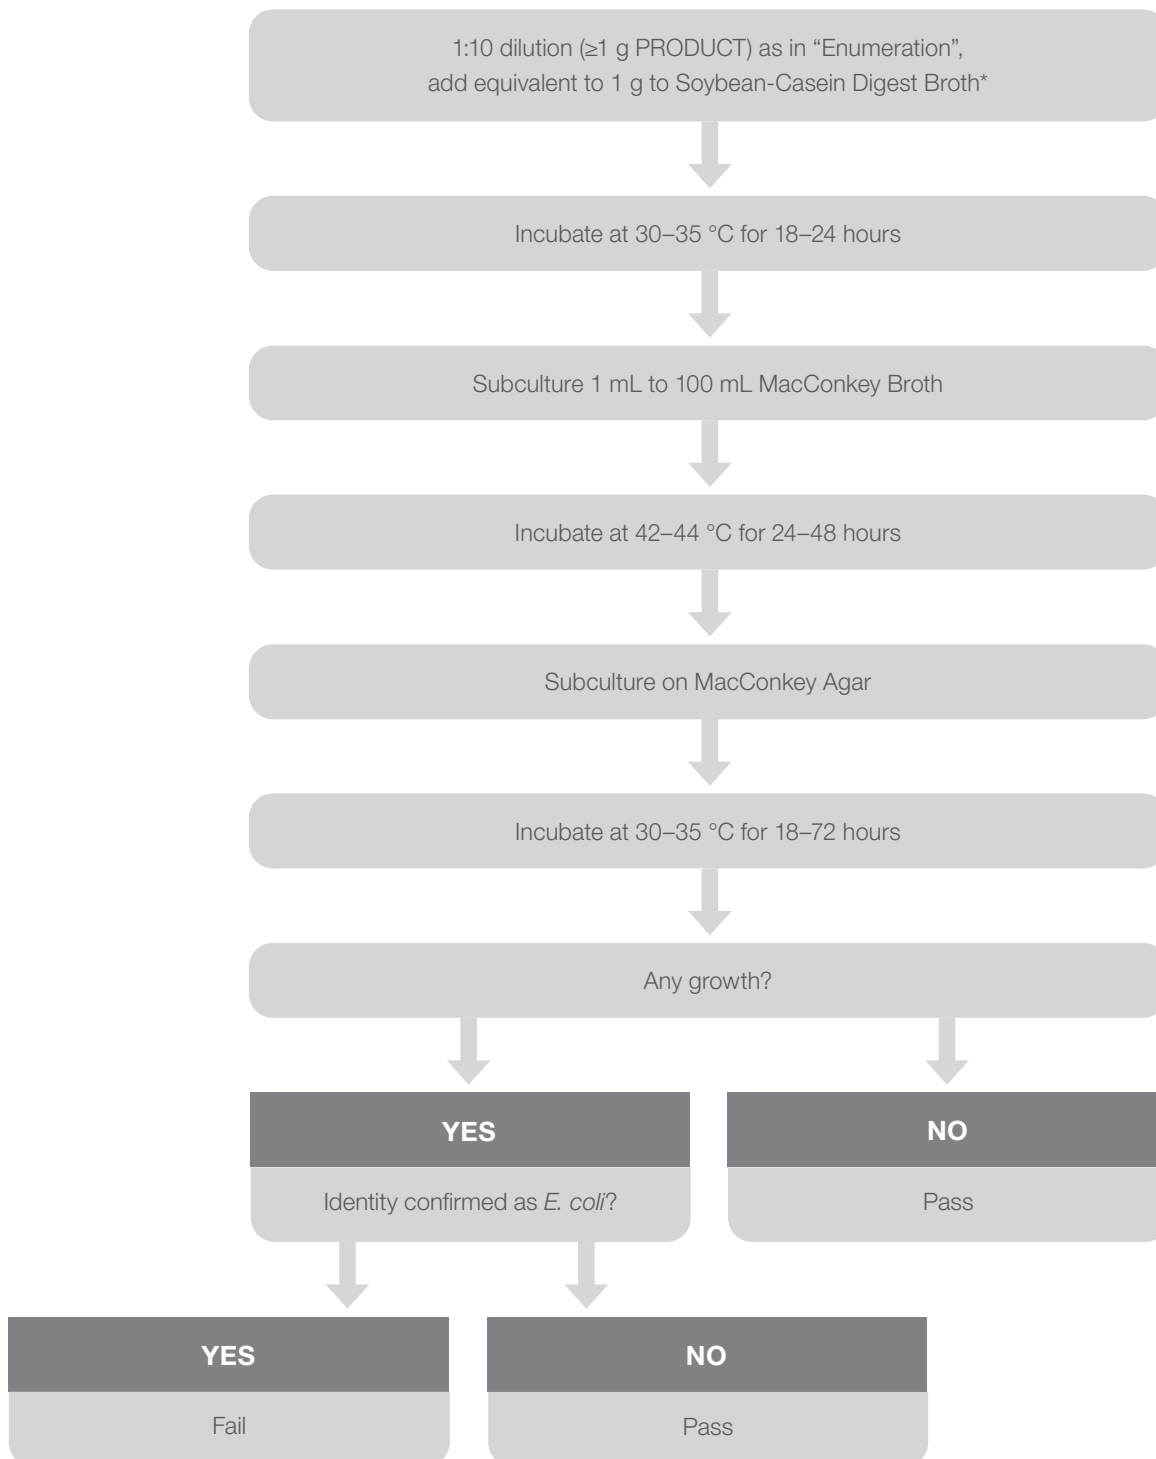 1:10 dilution (≥1 g PRODUCT) as in “Enumeration”,
add equivalent to 1 g to Soybean-Casein Digest Broth*
Incubate at 30–35 °C for 18–24 hours
Subculture 1 mL to 100 mL MacConkey Broth
Incubate at 42–44 °C for 24–48 hours
Subculture on MacConkey Agar
Incubate at 30–35 °C for 18–72 hours
Any growth?
YES
NO
Identity confirmed as E. coli?
Pass
YES
NO
Fail
Pass